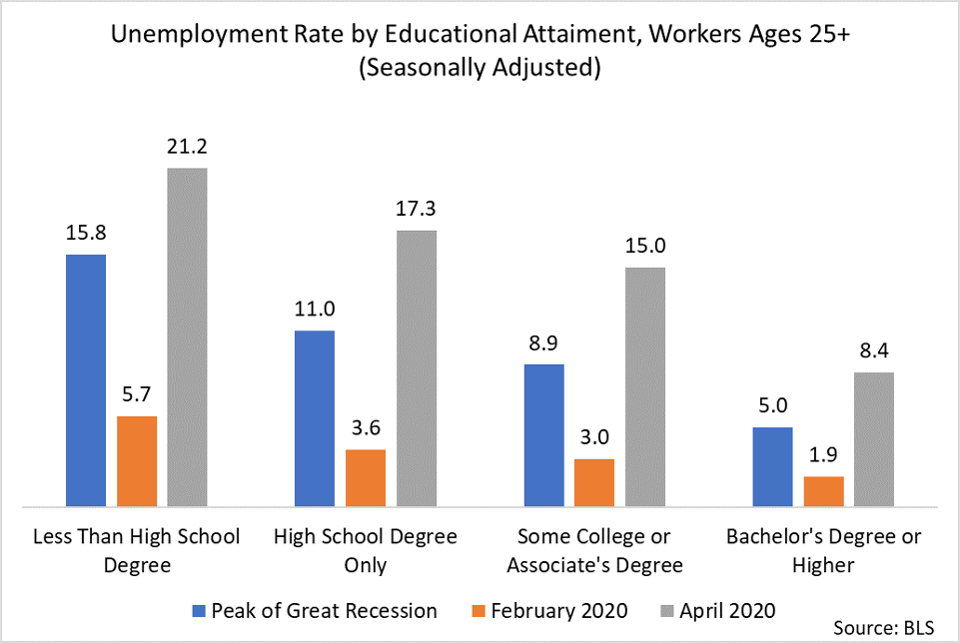 Unemployment Rate by Educational Attaiment, Workers Ages 25+
(Seasonally Adjusted)
21.2
15.8
5.7
17.3
11.0
3.6
15.0
8.9
3.0
8.4
5.0
1.9
Less Than High School
Degree
High School Degree
Only
Some College or
Associate's Degree
Bachelor's Degree or
Higher
Peak of Great Recession
February 2020
April 2020
Source: BLS